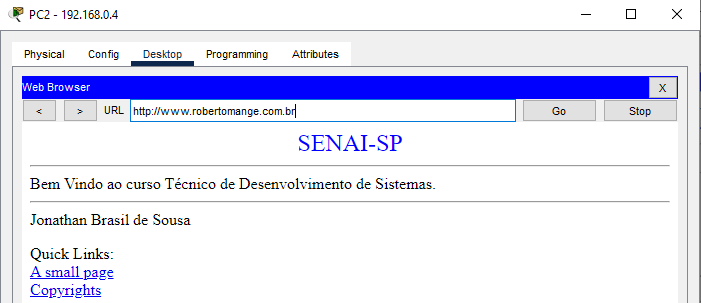 PC2 - 192.168.0.4
Physical Config Desktop Programming Attributes
Web Browser X
< > URL http://www.robertomange.com.br Go Stop
SENAI-SP
Bem Vindo ao curso Técnico de Desenvolvimento de Sistemas.
Jonathan Brasil de Sousa
Quick Links:
A small page
Copyrights